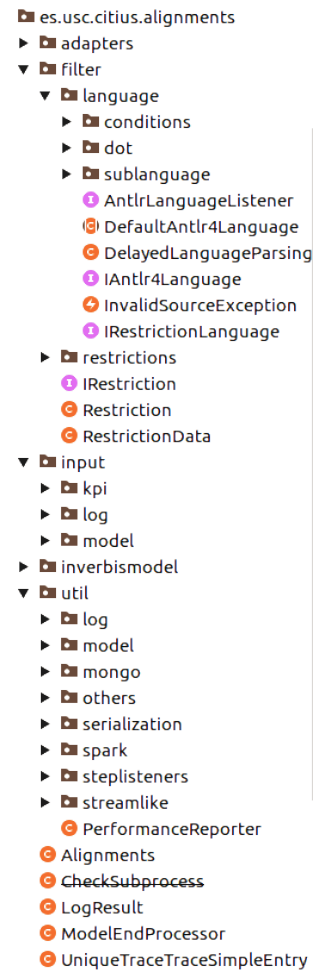 es.usc.citius.alignments
adapters
filter
language
conditions
dot
sublanguage
AntlrLanguageListener
DefaultAntlr4Language
DelayedLanguageParsing
IAntlr4Language
InvalidSourceException
IRestrictionLanguage
restrictions
IRestriction
Restriction
RestrictionData
input
kpi
log
model
inverbismodel
util
log
model
mongo
others
serialization
spark
steplisteners
streamlike
PerformanceReporter
Alignments
CheckSubprocess
LogResult
ModelEndProcessor
UniqueTraceTraceSimpleEntry